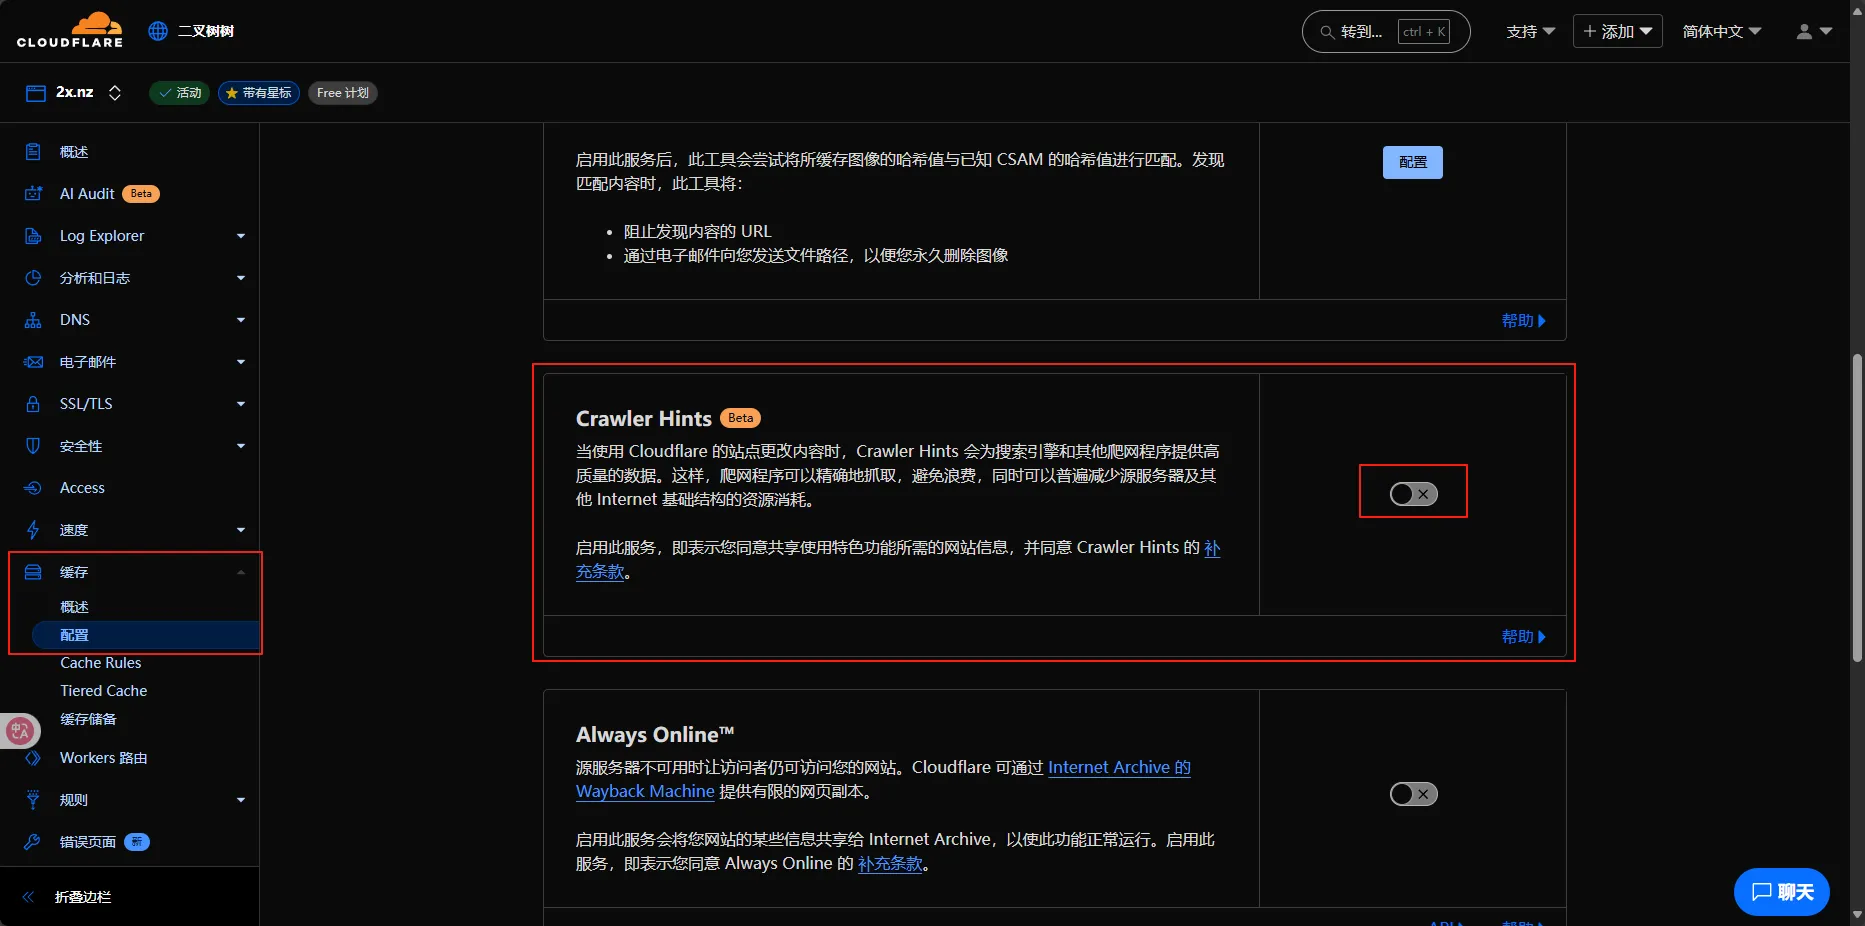 CLOUDFLARE
二叉树树
转到...
ctrl + K
支持
添加
简体中文
2x.nz
活动
带有星标
Free 计划
概述
AI Audit Beta
Log Explorer
分析和日志
DNS
电子邮件
SSL/TLS
安全性
Access
速度
缓存
概述
配置
Cache Rules
Tiered Cache
缓存储备
Workers 路由
规则
错误页面 新
折叠边栏
启用此服务后，此工具会尝试将所缓存图像的哈希值与已知 CSAM 的哈希值进行匹配。发现
匹配内容时，此工具将：
• 阻止发现内容的 URL
• 通过电子邮件向您发送文件路径，以便您永久删除图像
配置
帮助
Crawler Hints Beta
当使用 Cloudflare 的站点更改内容时，Crawler Hints 会为搜索引擎和其他爬网程序提供高
质量的数据。这样，爬网程序可以精确地抓取，避免浪费，同时可以普遍减少源服务器及其
他 Internet 基础结构的资源消耗。
启用此服务，即表示您同意共享使用特色功能所需的网站信息，并同意 Crawler Hints 的 补
充条款。
帮助
Always Online™
源服务器不可用时让访问者仍可访问您的网站。Cloudflare 可通过 Internet Archive 的
Wayback Machine 提供有限的网页副本。
启用此服务会将您网站的某些信息共享给 Internet Archive，以使此功能正常运行。启用此
服务，即表示您同意 Always Online 的 补充条款。
API
帮助
聊天